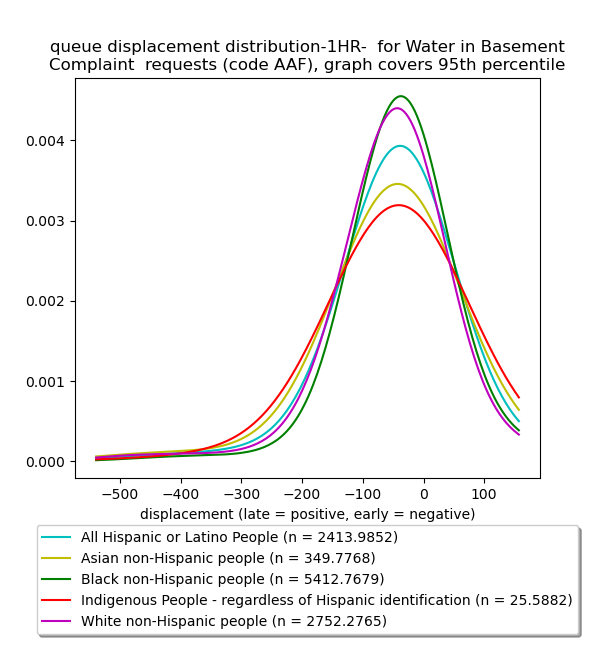 queue displacement distribution-1HR-  for Water in Basement
Complaint  requests (code AAF), graph covers 95th percentile
0.004
0.003
0.002
0.001
0.000
−500 −400 −300 −200 −100 0 100
displacement (late = positive, early = negative)
All Hispanic or Latino People (n = 2413.9852)
Asian non-Hispanic people (n = 349.7768)
Black non-Hispanic people (n = 5412.7679)
Indigenous People - regardless of Hispanic identification (n = 25.5882)
White non-Hispanic people (n = 2752.2765)